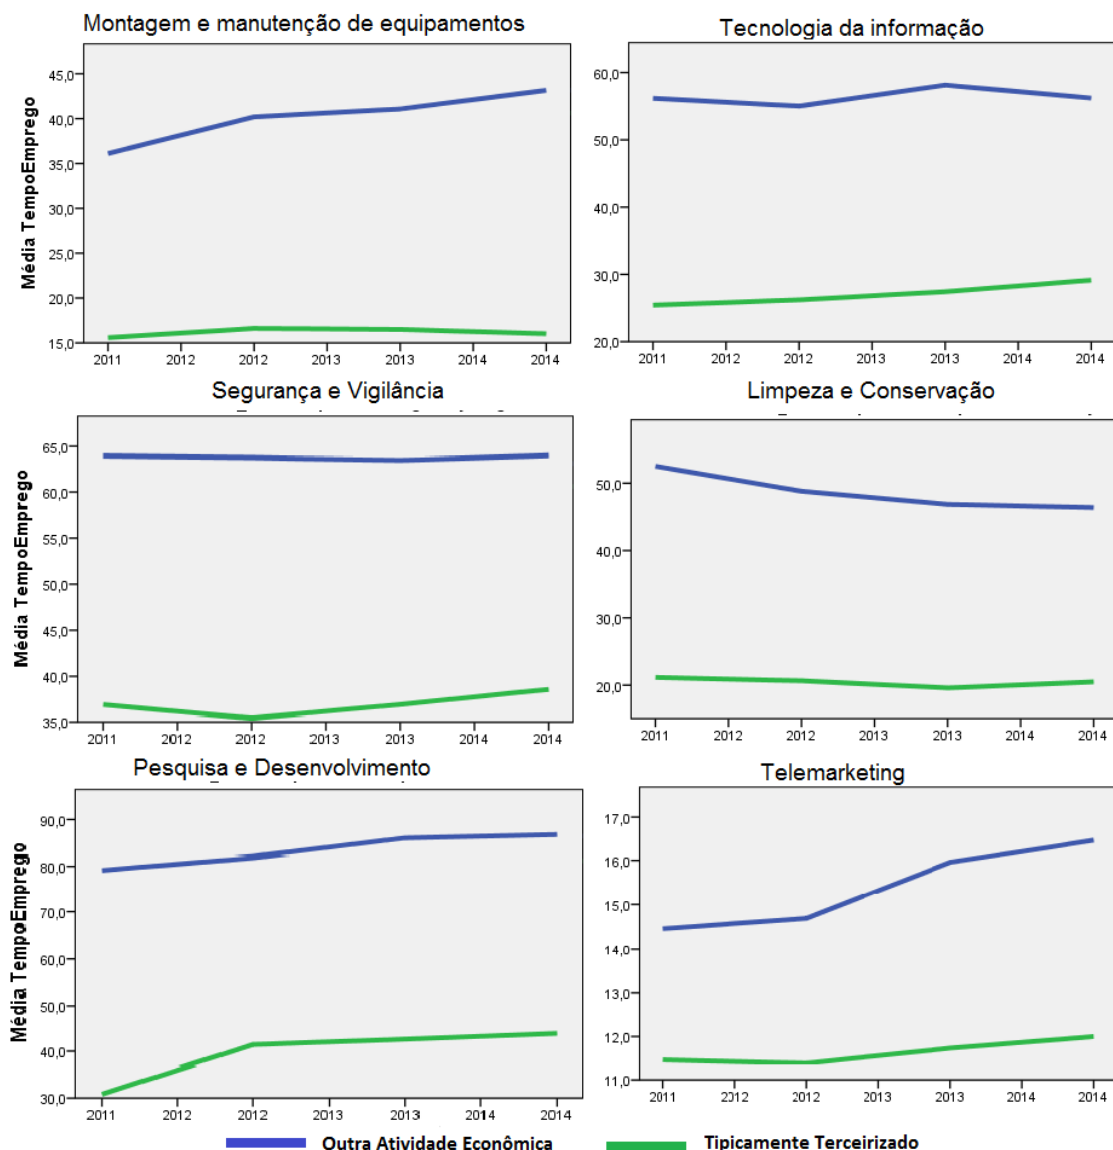 Montagem e manutenção de equipamentos
Média TempoEmprego
45,0
40,0
35,0
30,0
25,0
20,0
15,0
2011 2012 2012 2013 2013 2014 2014
Tecnologia da informação
60,0
50,0
40,0
30,0
20,0
2011 2012 2012 2013 2013 2014 2014
Segurança e Vigilância
Média TempoEmprego
65,0
60,0
55,0
50,0
45,0
40,0
35,0
2011 2012 2012 2013 2013 2014 2014
Limpeza e Conservação
50,0
40,0
30,0
20,0
2011 2012 2012 2013 2013 2014 2014
Pesquisa e Desenvolvimento
Média TempoEmprego
90,0
80,0
70,0
60,0
50,0
40,0
30,0
2011 2012 2012 2013 2013 2014 2014
Telemarketing
17,0
16,0
15,0
14,0
13,0
12,0
11,0
2011 2012 2012 2013 2013 2014 2014
Outra Atividade Econômica
Tipicamente Terceirizado